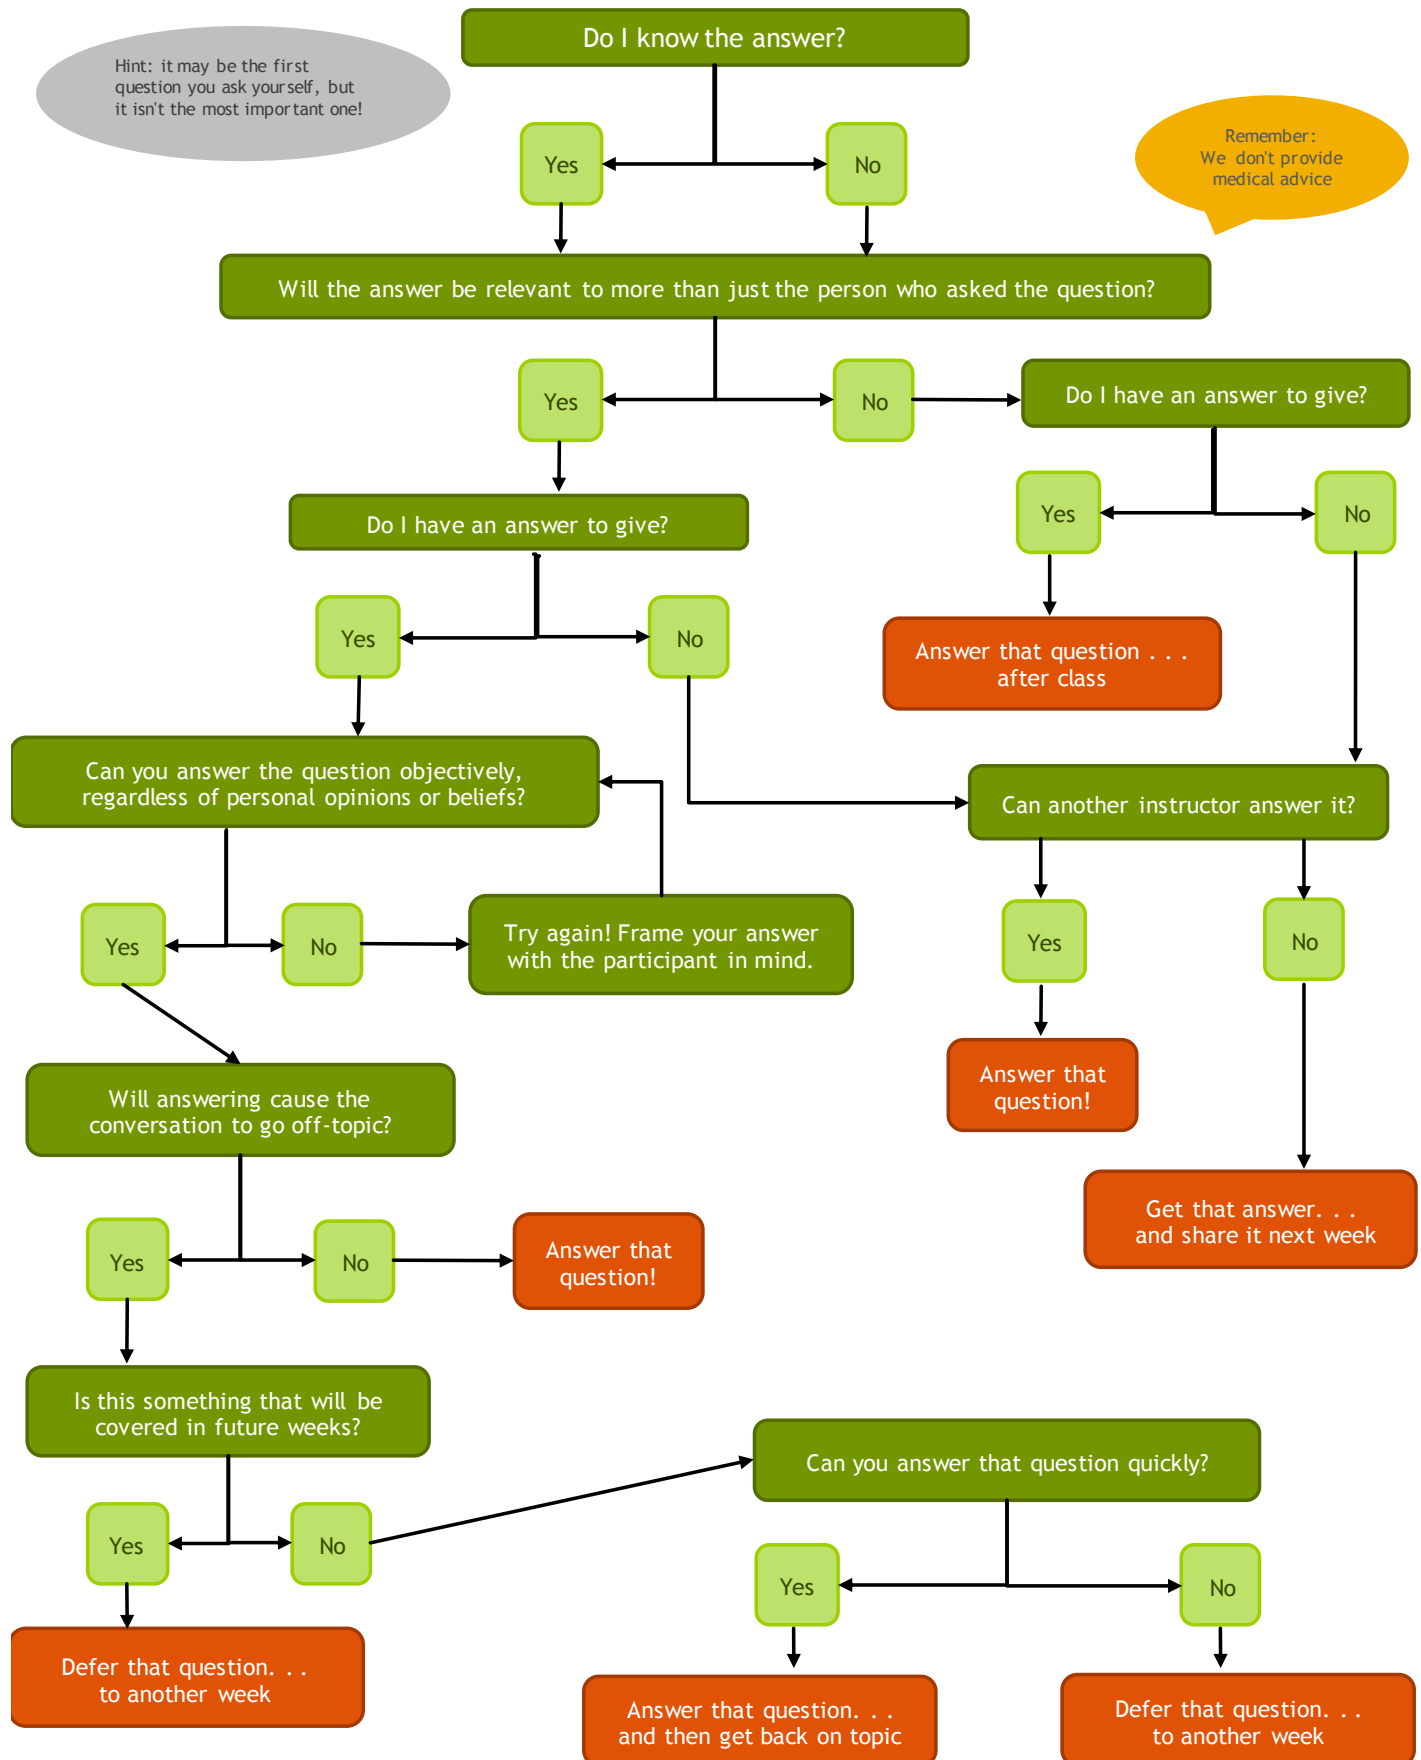 Do I know the answer?
Hint: it may be the first
question you ask yourself, but
it isn't the most important one!
Remember:
We don't provide
medical advice
Yes
No
Will the answer be relevant to more than just the person who asked the question?
Yes
No
Do I have an answer to give?
Yes
No
Do I have an answer to give?
Answer that question . . .
after class
Yes
No
Can you answer the question objectively,
regardless of personal opinions or beliefs?
Can another instructor answer it?
Yes
No
Try again! Frame your answer
with the participant in mind.
Yes
No
Answer that
question!
Will answering cause the
conversation to go off-topic?
Get that answer. . .
and share it next week
Yes
No
Answer that
question!
Is this something that will be
covered in future weeks?
Can you answer that question quickly?
Yes
No
Yes
No
Defer that question. . .
to another week
Answer that question. . .
and then get back on topic
Defer that question. . .
to another week